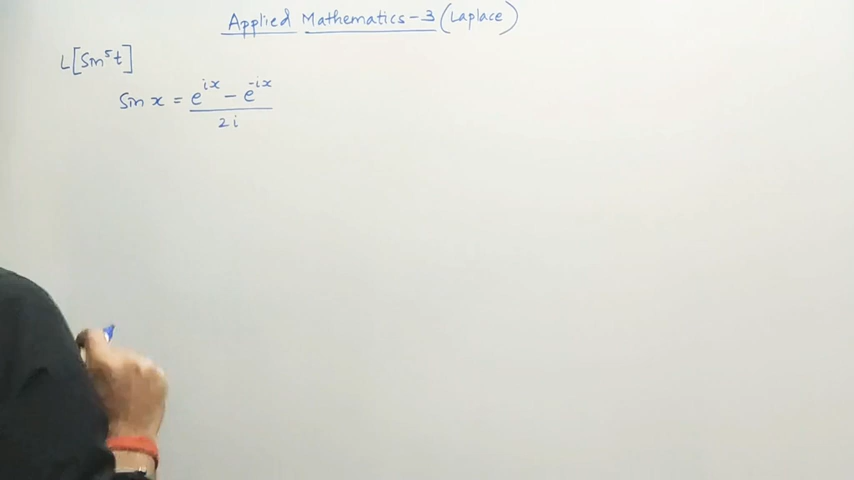 Applied Mathematics-3 (Laplace)
L[Sin⁵t]
Sin x = e^{ix} - e^{-ix}
2i